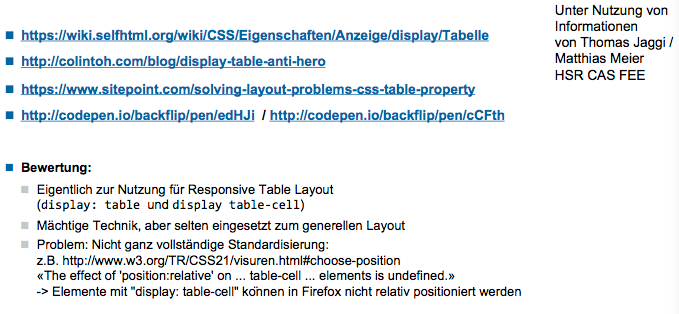 Unter Nutzung von
Informationen
von Thomas Jaggi /
Matthias Meier
HSR CAS FEE
https://wiki.selfhtml.org/wiki/CSS/Eigenschaften/Anzeige/display/Tabelle
http://colintoh.com/blog/display-table-anti-hero
https://www.sitepoint.com/solving-layout-problems-css-table-property
http://codepen.io/backflip/pen/edHJi / http://codepen.io/backflip/pen/cCFth
Bewertung:
Eigentlich zur Nutzung für Responsive Table Layout
(display: table und display table-cell)
Mächtige Technik, aber selten eingesetzt zum generellen Layout
Problem: Nicht ganz vollständige Standardisierung:
z.B. http://www.w3.org/TR/CSS21/visuren.html#choose-position
«The effect of 'position:relative' on ... table-cell ... elements is undefined.»
-> Elemente mit "display: table-cell" können in Firefox nicht relativ positioniert werden